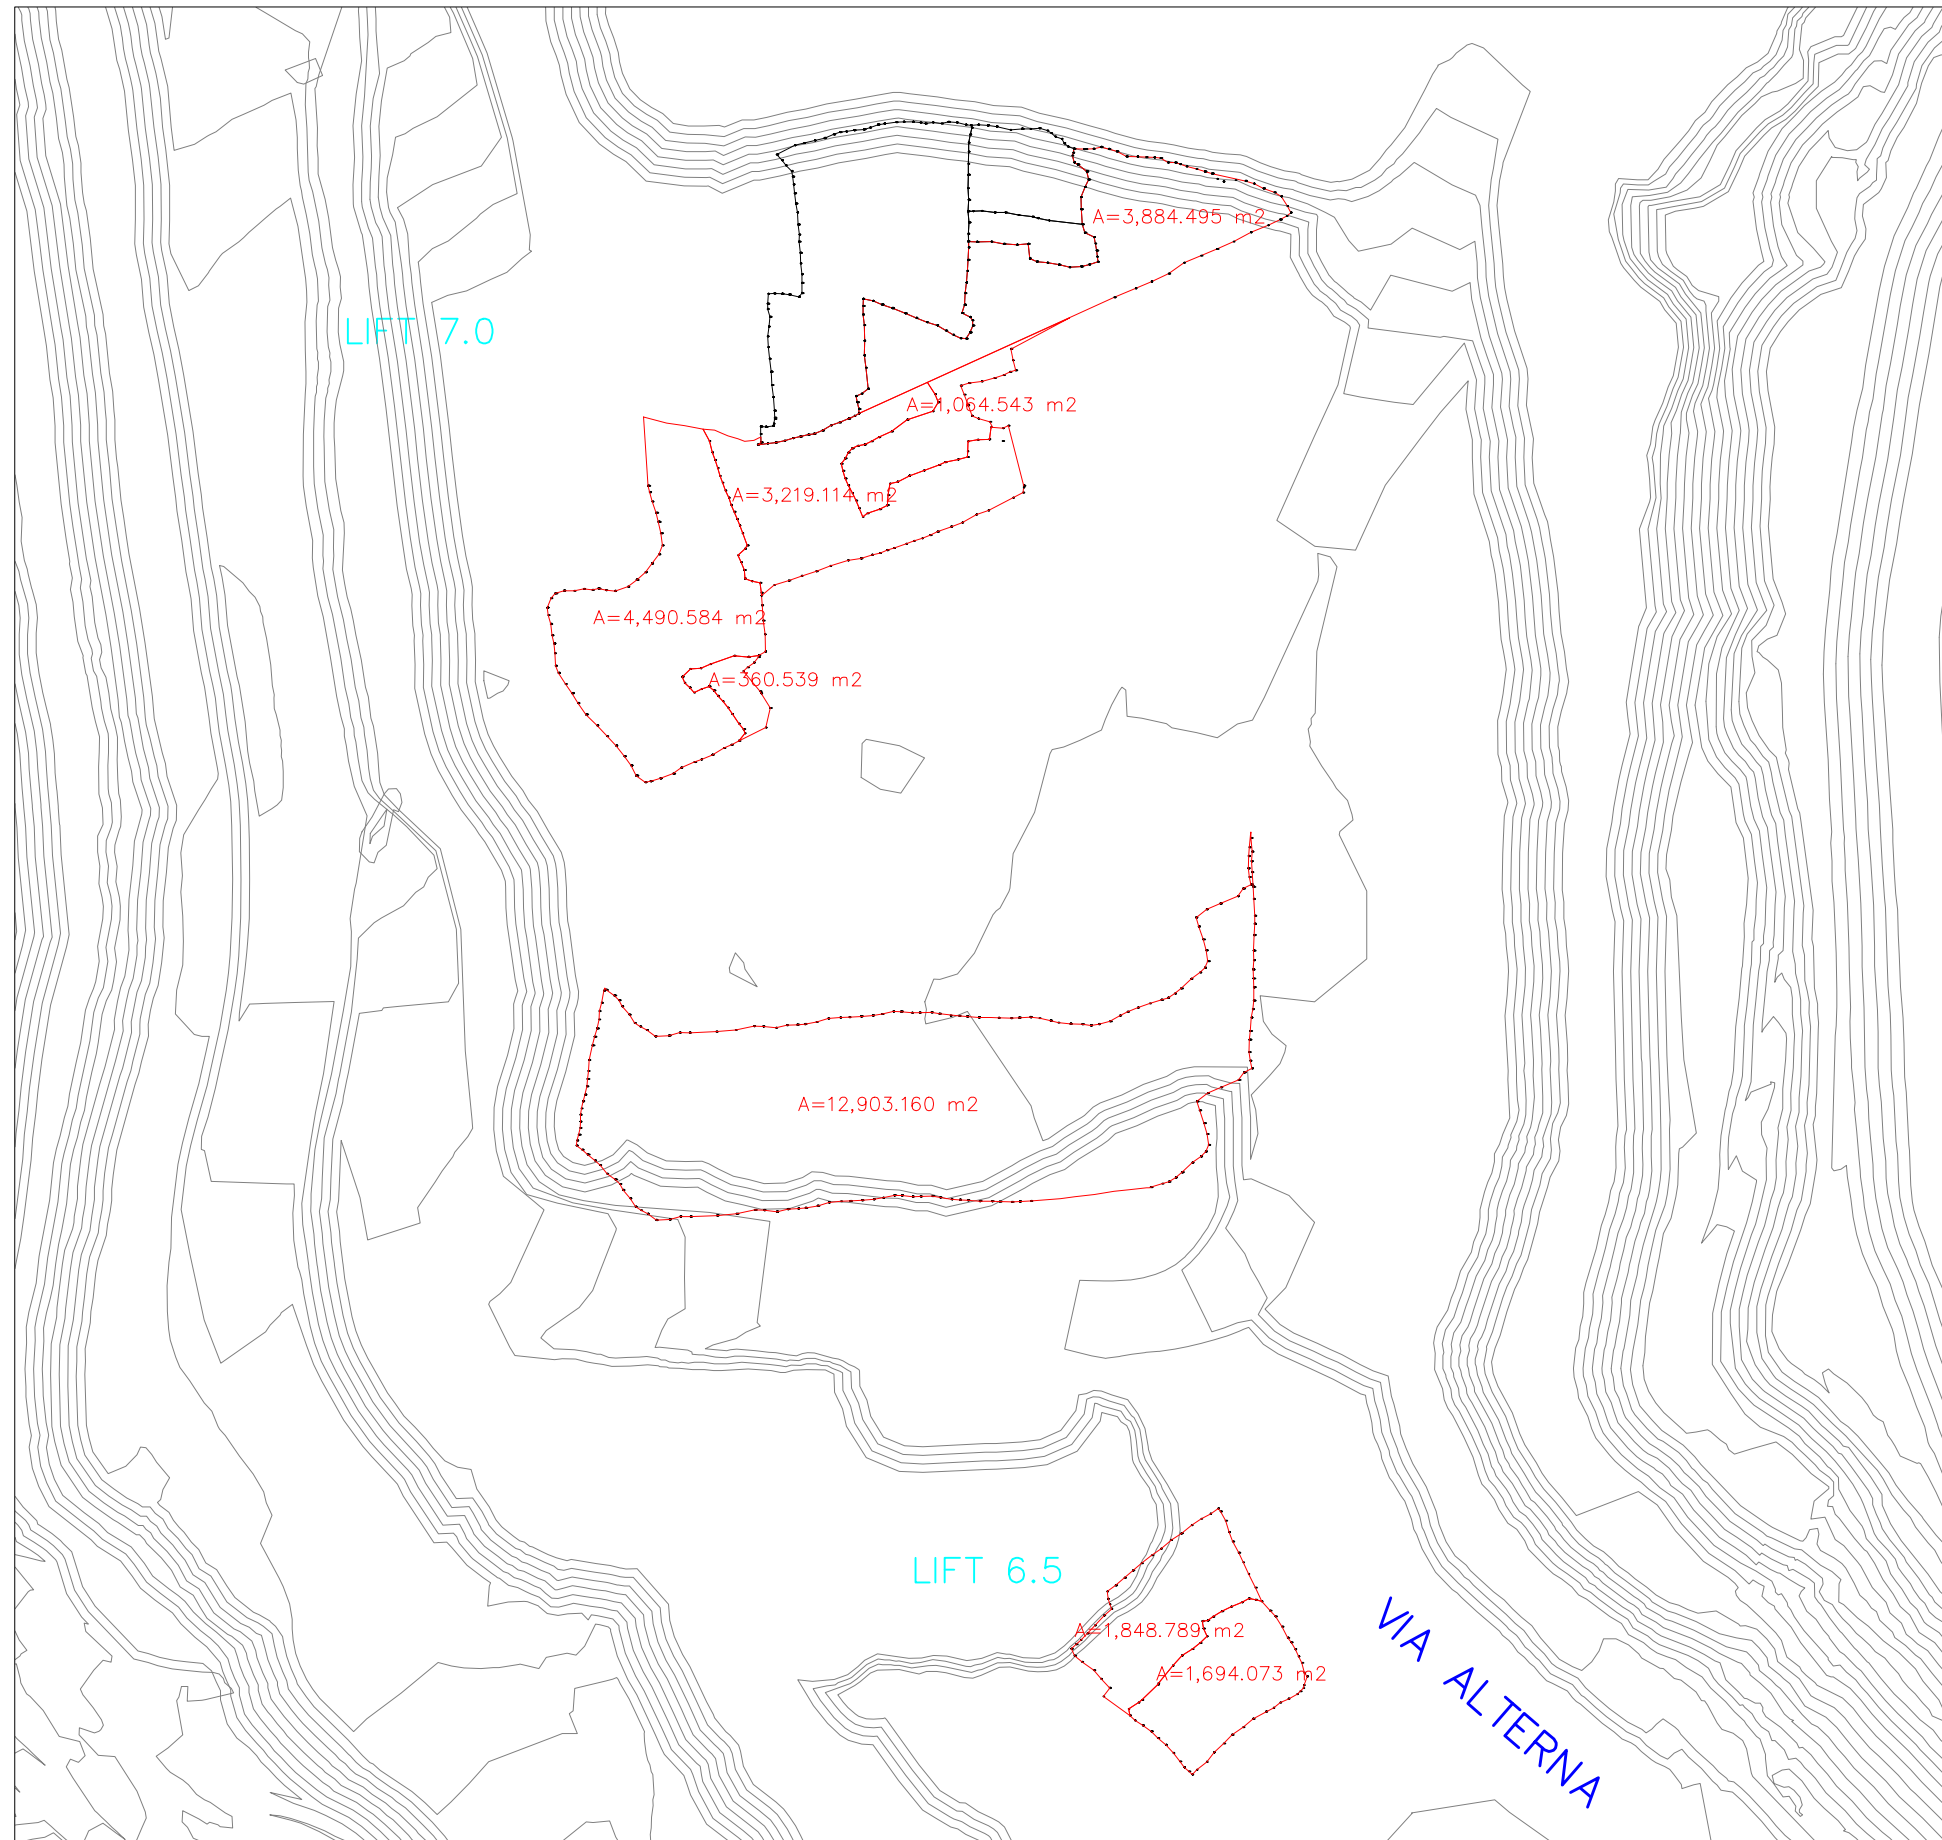 A=3,884.495 m2
LIFT 7.0
A=1,064.543 m2
A=3,219.114 m2
A=4,490.584 m2
A=360.539 m2
A=12,903.160 m2
LIFT 6.5
A=1,848.789 m2
A=1,694.073 m2
VIA ALTERNA